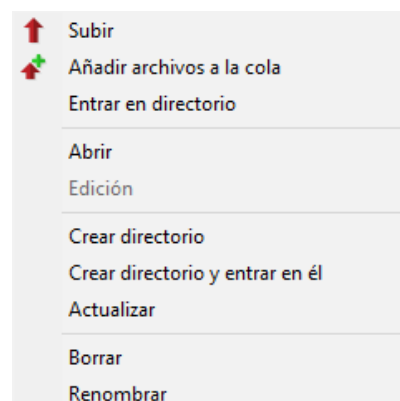 Subir
Añadir archivos a la cola
Entrar en directorio
Abrir
Edición
Crear directorio
Crear directorio y entrar en él
Actualizar
Borrar
Renombrar